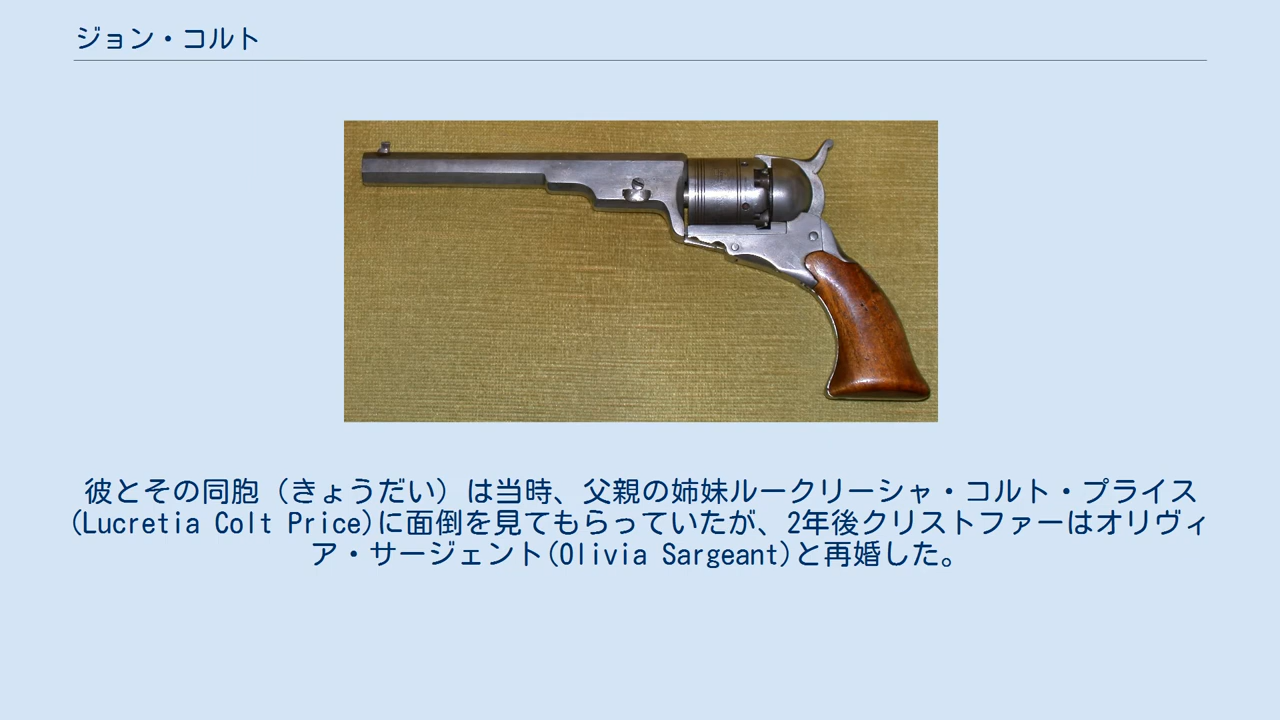 ジョン・コルト
彼とその同胞（きょうだい）は当時、父親の姉妹ルークリーシャ・コルト・プライス
(Lucretia Colt Price)に面倒を見てもらっていたが、2年後クリストファーはオリヴィ
ア・サージェント(Olivia Sargeant)と再婚した。